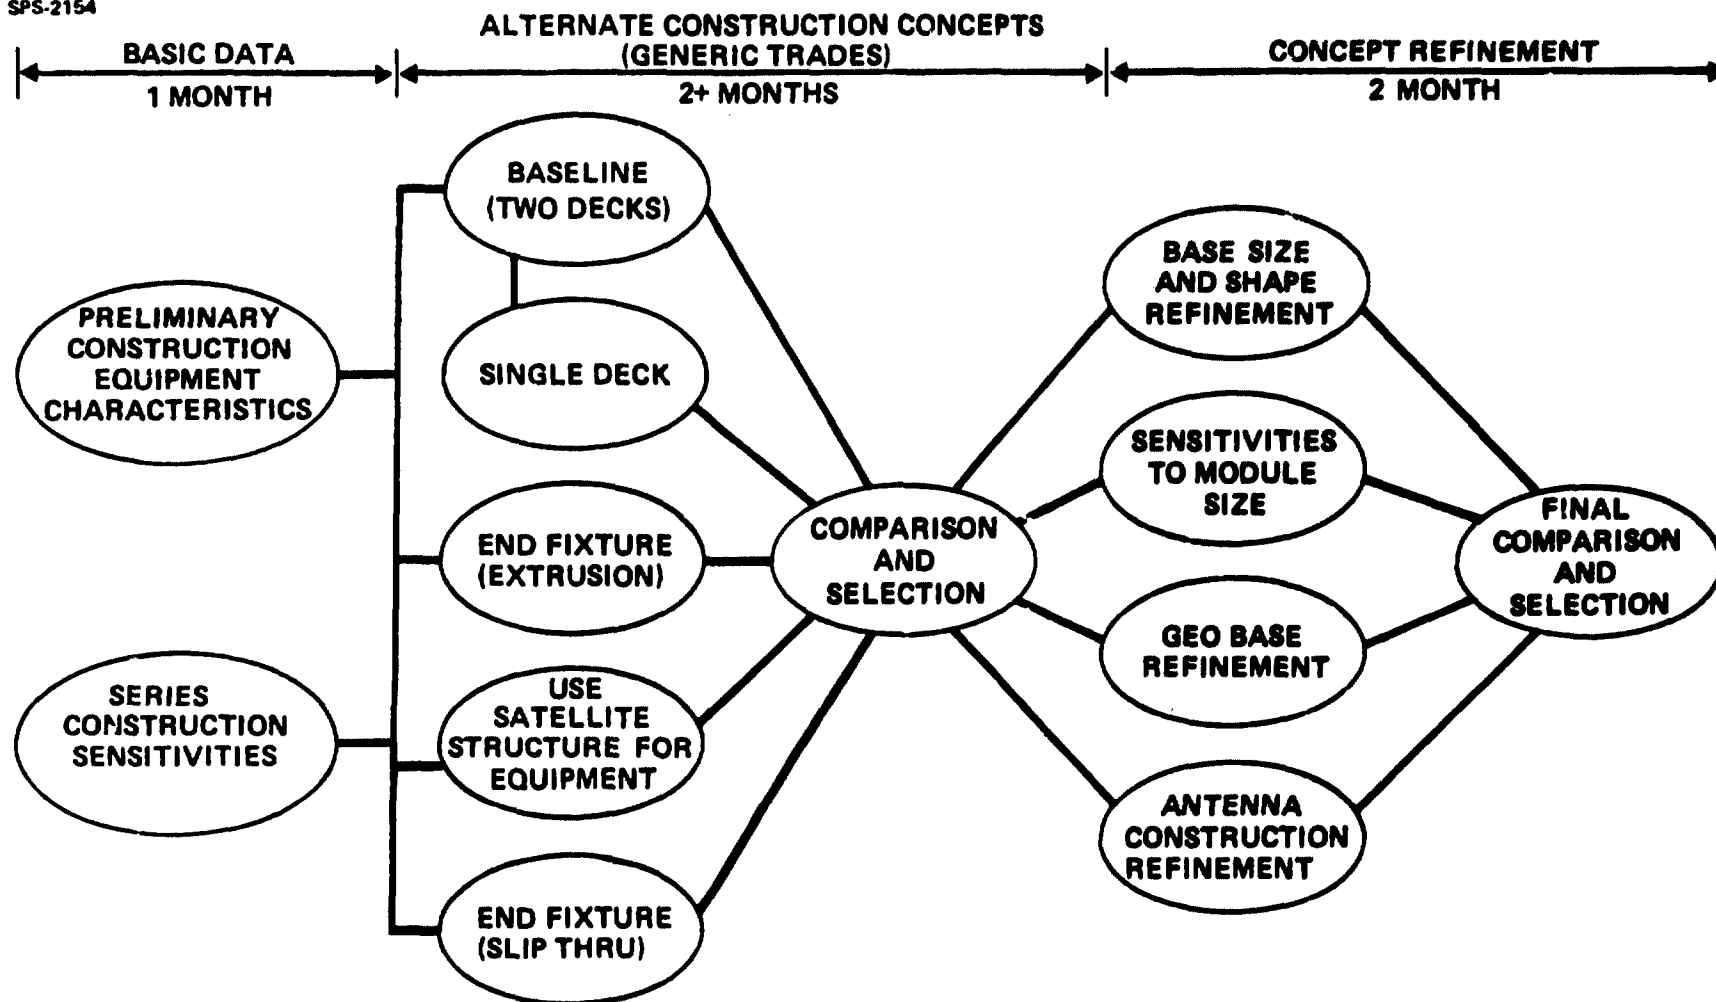 SPS-2154
BASIC DATA
1 MONTH
ALTERNATE CONSTRUCTION CONCEPTS
(GENERIC TRADES)
2+ MONTHS
CONCEPT REFINEMENT
2 MONTH
PRELIMINARY
CONSTRUCTION
EQUIPMENT
CHARACTERISTICS
SERIES
CONSTRUCTION
SENSITIVITIES
BASELINE
(TWO DECKS)
SINGLE DECK
END FIXTURE
(EXTRUSION)
USE
SATELLITE
STRUCTURE FOR
EQUIPMENT
END FIXTURE
(SLIP THRU)
COMPARISON
AND
SELECTION
BASE SIZE
AND SHAPE
REFINEMENT
SENSITIVITIES
TO MODULE
SIZE
GEO BASE
REFINEMENT
ANTENNA
CONSTRUCTION
REFINEMENT
FINAL
COMPARISON
AND
SELECTION